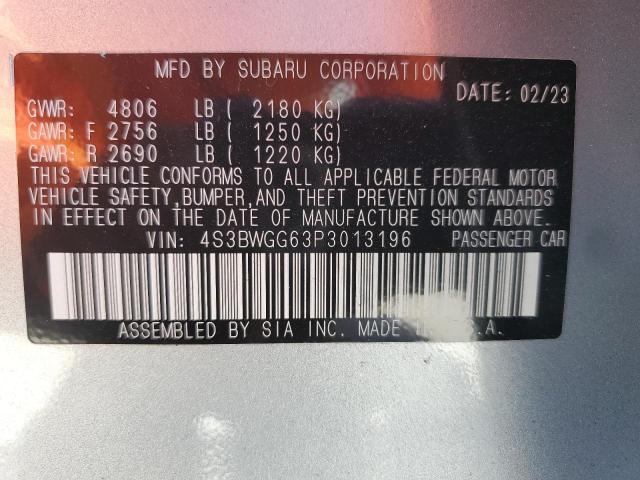 MFD BY SUBARU CORPORATION
DATE: 02/23
GVWR: 4806 LB ( 2180 KG)
GAWR: F 2756 LB ( 1250 KG)
GAWR: R 2690 LB ( 1220 KG)
THIS VEHICLE CONFORMS TO ALL APPLICABLE FEDERAL MOTOR
VEHICLE SAFETY,BUMPER,AND THEFT PREVENTION STANDARDS
IN EFFECT ON THE DATE OF MANUFACTURE SHOWN ABOVE.
VIN: 4S3BWGG63P3013196 PASSENGER CAR
ASSEMBLED BY SIA INC. MADE S.A.